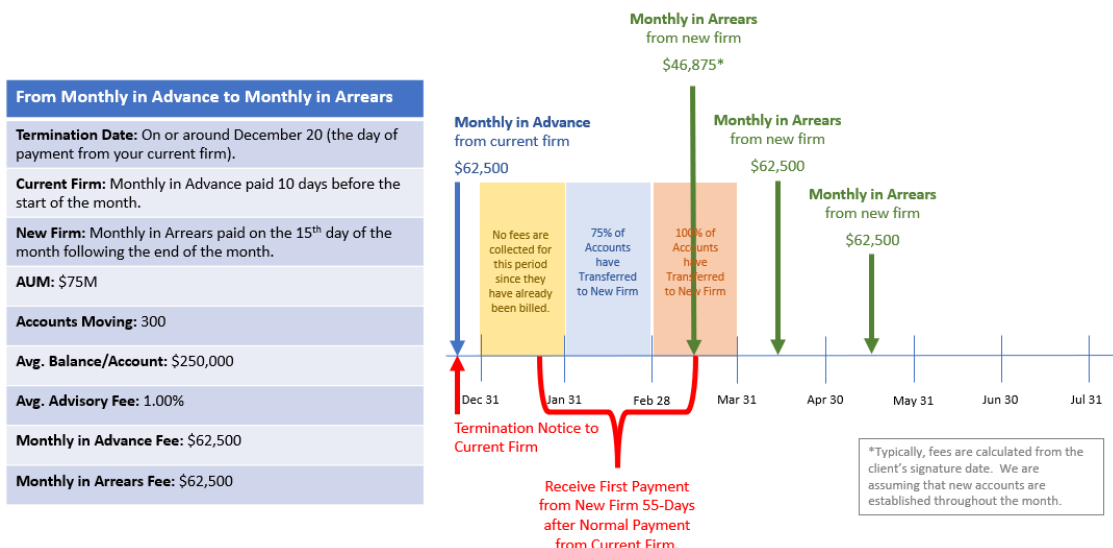 From Monthly in Advance to Monthly in Arrears
Termination Date: On or around December 20 (the day of
payment from your current firm).
Current Firm: Monthly in Advance paid 10 days before the
start of the month.
New Firm: Monthly in Arrears paid on the 15th day of the
month following the end of the month.
AUM: $75M
Accounts Moving: 300
Avg. Balance/Account: $250,000
Avg. Advisory Fee: 1.00%
Monthly in Advance Fee: $62,500
Monthly in Arrears Fee: $62,500
Monthly in Advance
from current firm
$62,500
Monthly in Arrears
from new firm
$46,875*
Monthly in Arrears
from new firm
$62,500
Monthly in Arrears
from new firm
$62,500
No fees are
collected for
this period
since they
have already
been billed.
75% of
Accounts
have
Transferred
to New Firm
100% of
Accounts
have
Transferred
to New Firm
Dec 31
Jan 31
Feb 28
Mar 31
Apr 30
May 31
Jun 30
Jul 31
Termination Notice to
Current Firm
Receive First Payment
from New Firm 55-Days
after Normal Payment
from Current Firm.
*Typically, fees are calculated from the
client's signature date. We are
assuming that new accounts are
established throughout the month.